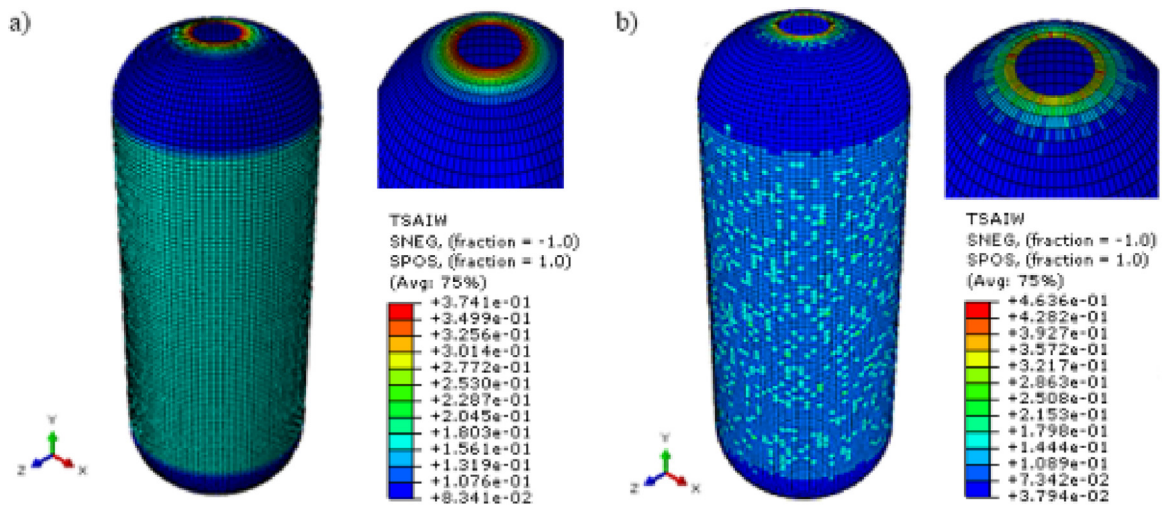 a)
TSAIW
SNEG, (fraction = -1.0)
SPOS, (fraction = 1.0)
(Avg: 75%)
+3.741e-01
+3.499e-01
+3.256e-01
+3.014e-01
+2.772e-01
+2.530e-01
+2.287e-01
+2.045e-01
+1.803e-01
+1.561e-01
+1.319e-01
+1.076e-01
+8.341e-02
Y
Z
X
b)
TSAIW
SNEG, (fraction = -1.0)
SPOS, (fraction = 1.0)
(Avg: 75%)
+4.636e-01
+4.282e-01
+3.927e-01
+3.572e-01
+3.217e-01
+2.863e-01
+2.508e-01
+2.153e-01
+1.798e-01
+1.444e-01
+1.089e-01
+7.342e-02
+3.794e-02
Y
Z
X